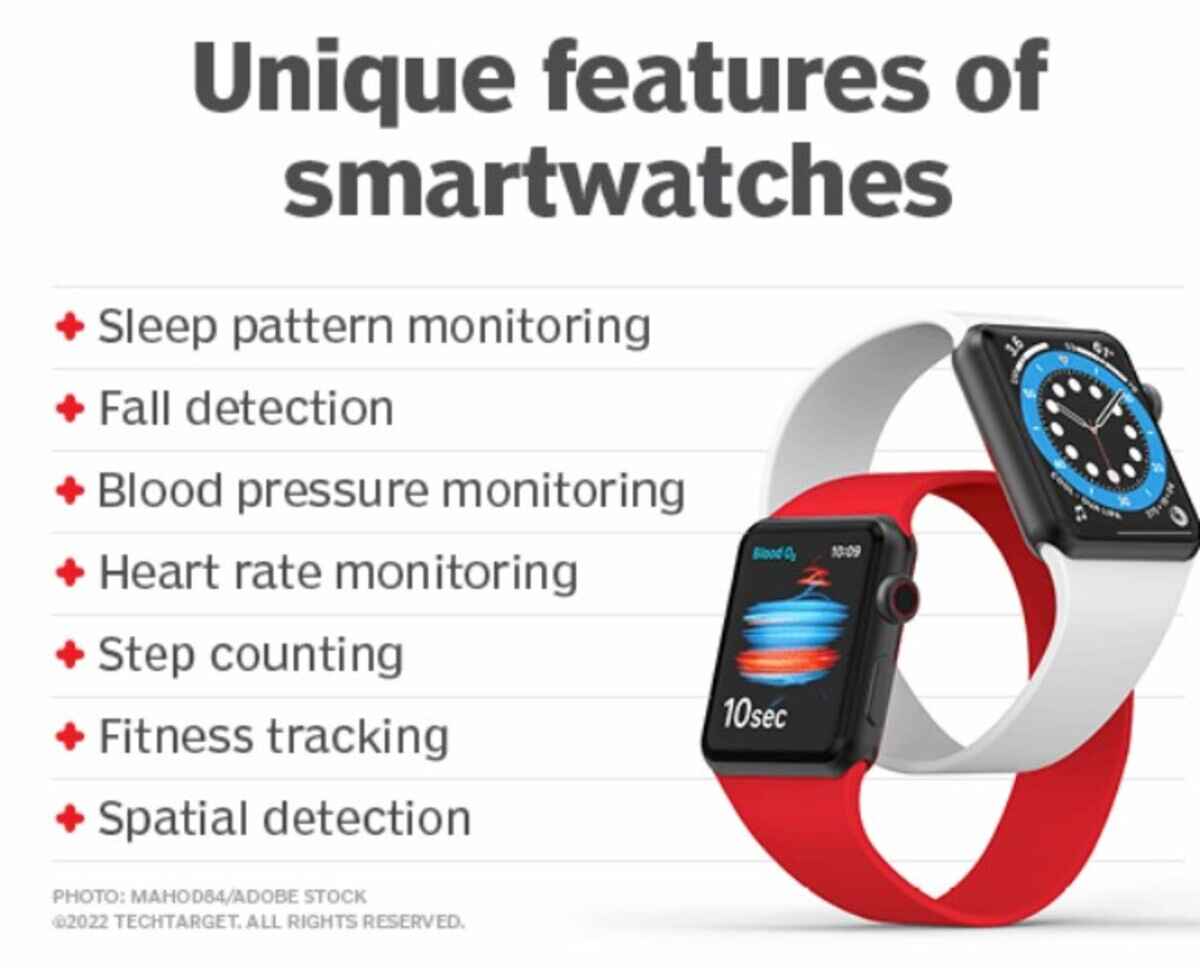 Unique features of
smartwatches
Sleep pattern monitoring
Fall detection
Blood pressure monitoring
Heart rate monitoring
Step counting
Fitness tracking
Spatial detection
Blood O₂ 10:09
10sec
PHOTO: MAHOD84/ADOBE STOCK
©2022 TECHTARGET. ALL RIGHTS RESERVED.